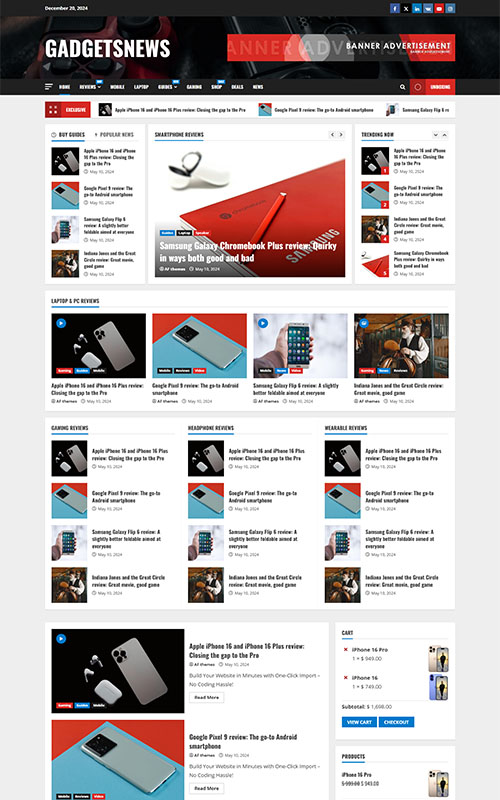 December 28, 2024
GADGETSNEWS
BANNER ADVERTISEMENT
HOME REVIEWS MOBILE LAPTOP GUIDES GAMING SHOP DEALS NEWS UNBOXING
EXCLUSIVE
Apple iPhone 16 and iPhone 16 Plus review: Closing the gap to the Pro
Google Pixel 9 review: The go-to Android smartphone
Samsung Galaxy Flip 6 re
BUY GUIDES POPULAR NEWS
Apple iPhone 16 and iPhone
16 Plus review: Closing the
gap to the Pro
May 10, 2024
Google Pixel 9 review: The
go-to Android smartphone
May 10, 2024
Samsung Galaxy Flip 6
review: A slightly better
foldable aimed at everyone
May 10, 2024
Indiana Jones and the Great
Circle review: Great movie,
good game
May 10, 2024
SMARTPHONE REVIEWS
SAMSUNG
Guides Laptop Speaker
Samsung Galaxy Chromebook Plus review: Quirky
in ways both good and bad
AF themes May 10, 2024
TRENDING NOW
Apple iPhone 16 and iPhone
16 Plus review: Closing the
gap to the Pro
May 10, 2024
1
Google Pixel 9 review: The
go-to Android smartphone
May 10, 2024
2
Indiana Jones and the Great
Circle review: Great movie,
good game
May 10, 2024
4
Samsung Galaxy Chromebook
Plus review: Quirky in ways
both good and bad
May 10, 2024
5
LAPTOP & PC REVIEWS
Gaming Guides Mobile
Apple iPhone 16 and iPhone 16 Plus review:
Closing the gap to the Pro
AF themes May 10, 2024
Mobile Reviews Video
Google Pixel 9 review: The go-to Android
smartphone
AF themes May 10, 2024
Mobile News Video
Samsung Galaxy Flip 6 review: A slightly
better foldable aimed at everyone
AF themes May 10, 2024
Gaming News Reviews
Indiana Jones and the Great Circle review:
Great movie, good game
AF themes May 10, 2024
GAMING REVIEWS
Apple iPhone 16 and iPhone 16 Plus
review: Closing the gap to the Pro
May 10, 2024
Google Pixel 9 review: The go-to
Android smartphone
May 10, 2024
Samsung Galaxy Flip 6 review: A
slightly better foldable aimed at
everyone
May 10, 2024
Indiana Jones and the Great Circle
review: Great movie, good game
May 10, 2024
HEADPHONE REVIEWS
Apple iPhone 16 and iPhone 16 Plus
review: Closing the gap to the Pro
May 10, 2024
Google Pixel 9 review: The go-to
Android smartphone
May 10, 2024
Samsung Galaxy Flip 6 review: A
slightly better foldable aimed at
everyone
May 10, 2024
Indiana Jones and the Great Circle
review: Great movie, good game
May 10, 2024
WEARABLE REVIEWS
Apple iPhone 16 and iPhone 16 Plus
review: Closing the gap to the Pro
May 10, 2024
Google Pixel 9 review: The go-to
Android smartphone
May 10, 2024
Samsung Galaxy Flip 6 review: A
slightly better foldable aimed at
everyone
May 10, 2024
Indiana Jones and the Great Circle
review: Great movie, good game
May 10, 2024
Gaming Guides Mobile
Apple iPhone 16 and iPhone 16 Plus review:
Closing the gap to the Pro
AF themes May 10, 2024
Build Your Website in Minutes with One-Click Import –
No Coding Hassle!
Read More
Mobile Reviews Video
Google Pixel 9 review: The go-to Android
smartphone
AF themes May 10, 2024
Build Your Website in Minutes with One-Click Import –
No Coding Hassle!
Read More
CART
iPhone 16 Pro
1 × $ 949.00
iPhone 16
1 × $ 749.00
Subtotal: $ 1,698.00
VIEW CART CHECKOUT
PRODUCTS
iPhone 16 Pro
$ 999.00 $ 949.00